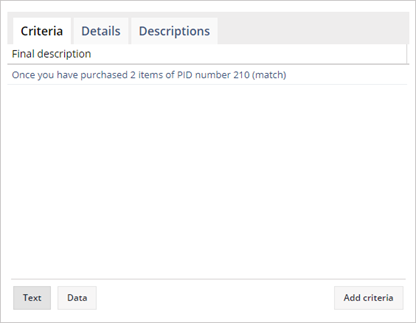 Criteria Details Descriptions
Final description
Once you have purchased 2 items of PID number 210 (match)
Text Data Add criteria